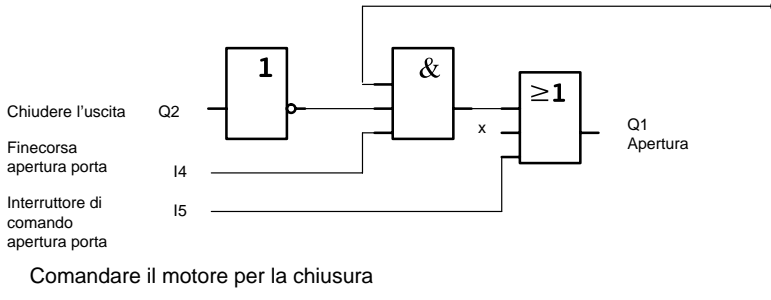 1
&
≥1
Chiudere l'uscita Q2
x
Q1
Apertura
Finecorsa
apertura porta I4
Interruttore di
comando
apertura porta I5
Comandare il motore per la chiusura